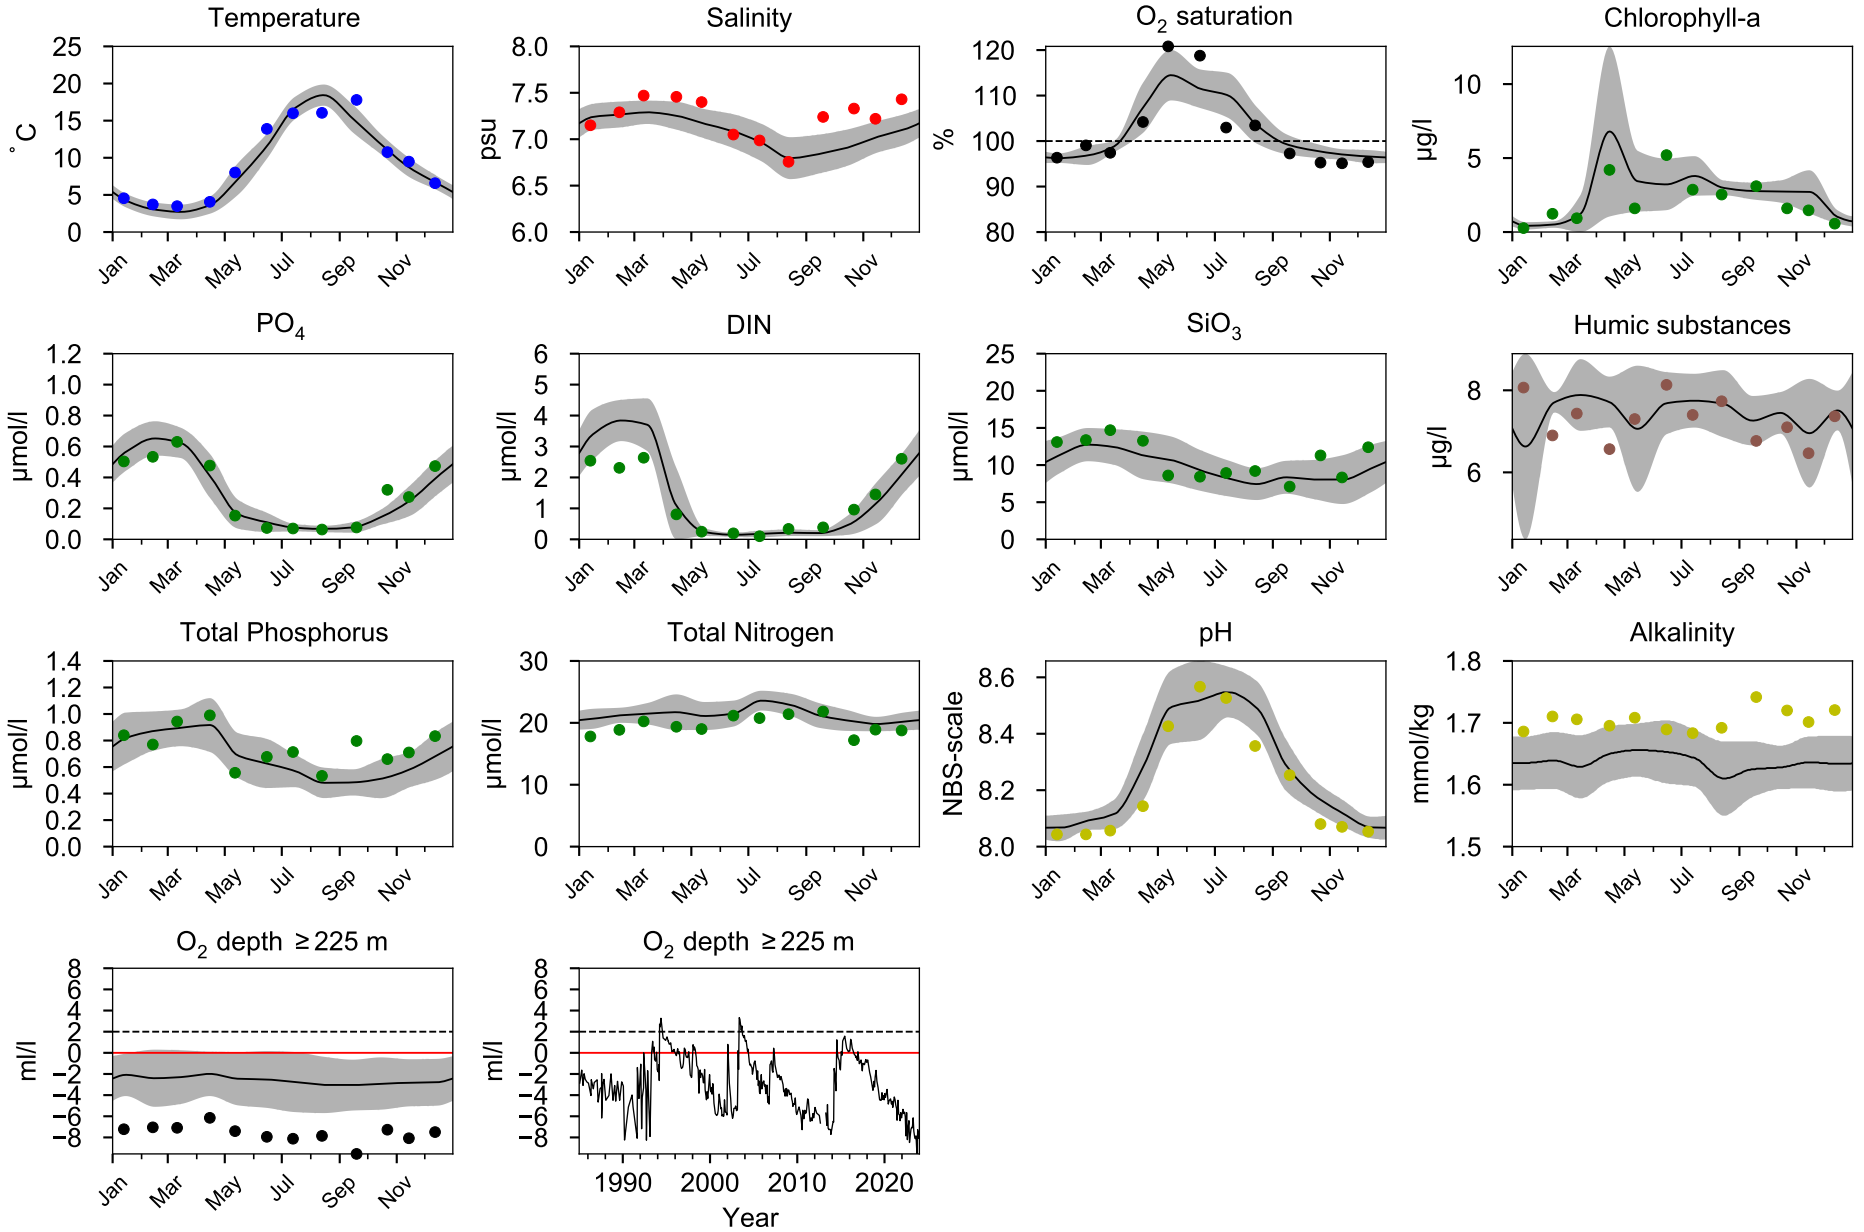 Temperature
Salinity
O2 saturation
Chlorophyll-a
25
20
15
10
5
0
˚C
Jan Mar May Jul Sep Nov
7.5... 8.0
7.5
7.0
6.5
6.0
psu
Jan Mar May Jul Sep Nov
120
110
100
90
80
%
Jan Mar May Jul Sep Nov
10
5
0
µg/l
Jan Mar May Jul Sep Nov
PO4
DIN
SiO3
Humic substances
1.2
1.0
0.8
0.6
0.4
0.2
0.0
µmol/l
Jan Mar May Jul Sep Nov
6
5
4
3
2
1
0
µmol/l
Jan Mar May Jul Sep Nov
25
20
15
10
5
0
µmol/l
Jan Mar May Jul Sep Nov
8
6
µg/l
Jan Mar May Jul Sep Nov
Total Phosphorus
Total Nitrogen
pH
Alkalinity
1.4
1.2
1.0
0.8
0.6
0.4
0.2
0.0
µmol/l
Jan Mar May Jul Sep Nov
30
20
10
0
µmol/l
Jan Mar May Jul Sep Nov
8.6
8.4
8.2
8.0
NBS-scale
Jan Mar May Jul Sep Nov
1.8
1.7
1.6
1.5
mmol/kg
Jan Mar May Jul Sep Nov
O2 depth ≥ 225 m
O2 depth ≥ 225 m
8
6
4
2
0
−2
−4
−6
−8
ml/l
Jan Mar May Jul Sep Nov
8
6
4
2
0
−2
−4
−6
−8
ml/l
1990 2000 2010 2020
Year